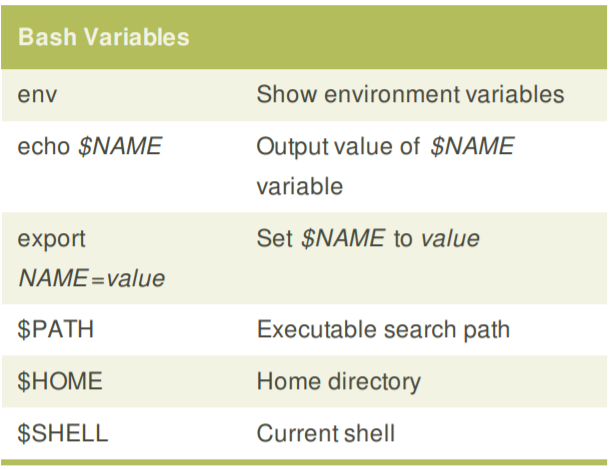 Bash Variables
env Show environment variables
echo $NAME Output value of $NAME
variable
export Set $NAME to value
NAME=value
$PATH Executable search path
$HOME Home directory
$SHELL Current shell